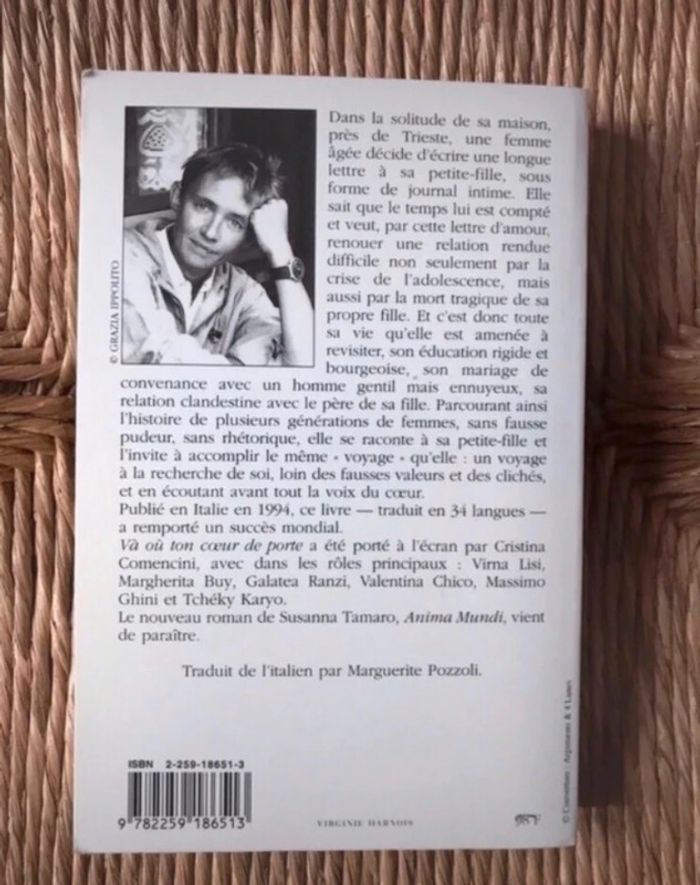 Dans la solitude de sa maison,
près de Trieste, une femme
âgée décide d'écrire une longue
lettre à sa petite-fille, sous
forme de journal intime. Elle
sait que le temps lui est compté
et veut, par cette lettre d'amour,
renouer une relation rendue
difficile non seulement par la
crise de l'adolescence, mais
aussi par la mort tragique de sa
propre fille. Et c'est donc toute
sa vie qu'elle est amenée à
revisiter, son éducation rigide et
bourgeoise, son mariage de
convenance avec un homme gentil mais ennuyeux, sa
relation clandestine avec le père de sa fille. Parcourant ainsi
l'histoire de plusieurs générations de femmes, sans fausse
pudeur, sans rhétorique, elle se raconte à sa petite-fille et
l'invite à accomplir le même « voyage » qu'elle : un voyage
à la recherche de soi, loin des fausses valeurs et des clichés,
et en écoutant avant tout la voix du cœur.
Publié en Italie en 1994, ce livre — traduit en 34 langues —
a remporté un succès mondial.
Và où ton cœur de porte a été porté à l'écran par Cristina
Comencini, avec dans les rôles principaux : Virna Lisi,
Margherita Buy, Galatea Ranzi, Valentina Chico, Massimo
Ghini et Tchéky Karyo.
Le nouveau roman de Susanna Tamaro, Anima Mundi, vient
de paraître.
Traduit de l'italien par Marguerite Pozzoli.
© GRAZIA IPPOLITO
ISBN 2-259-18651-3
9 782259 186513
VIRGINIE HARNOIS
© Couverture : Arguments & 4 Lunes